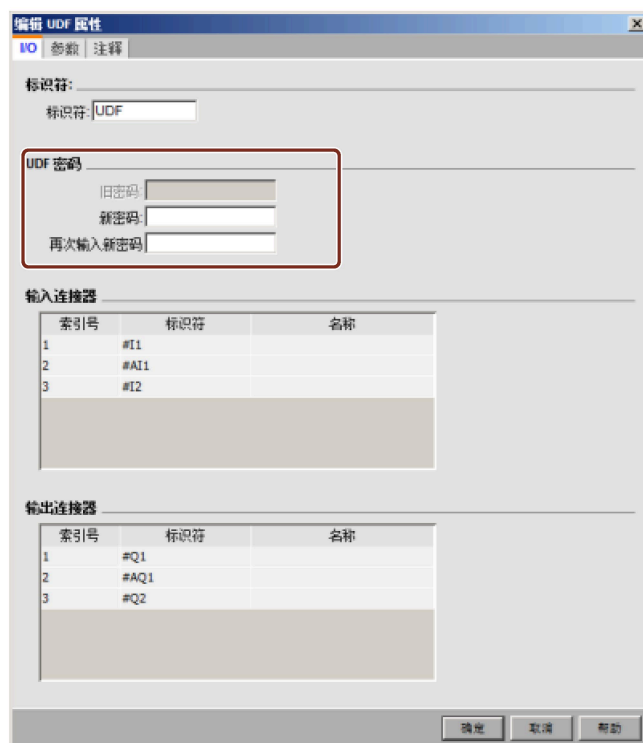 编辑 UDF 属性
I/O 参数 注释
标识符:
标识符: UDF
UDF 密码
旧密码:
新密码:
再次输入新密码
输入连接器
索引号 标识符 名称
1 #I1
2 #AI1
3 #I2
输出连接器
索引号 标识符 名称
1 #Q1
2 #AQ1
3 #Q2
确定 取消 帮助